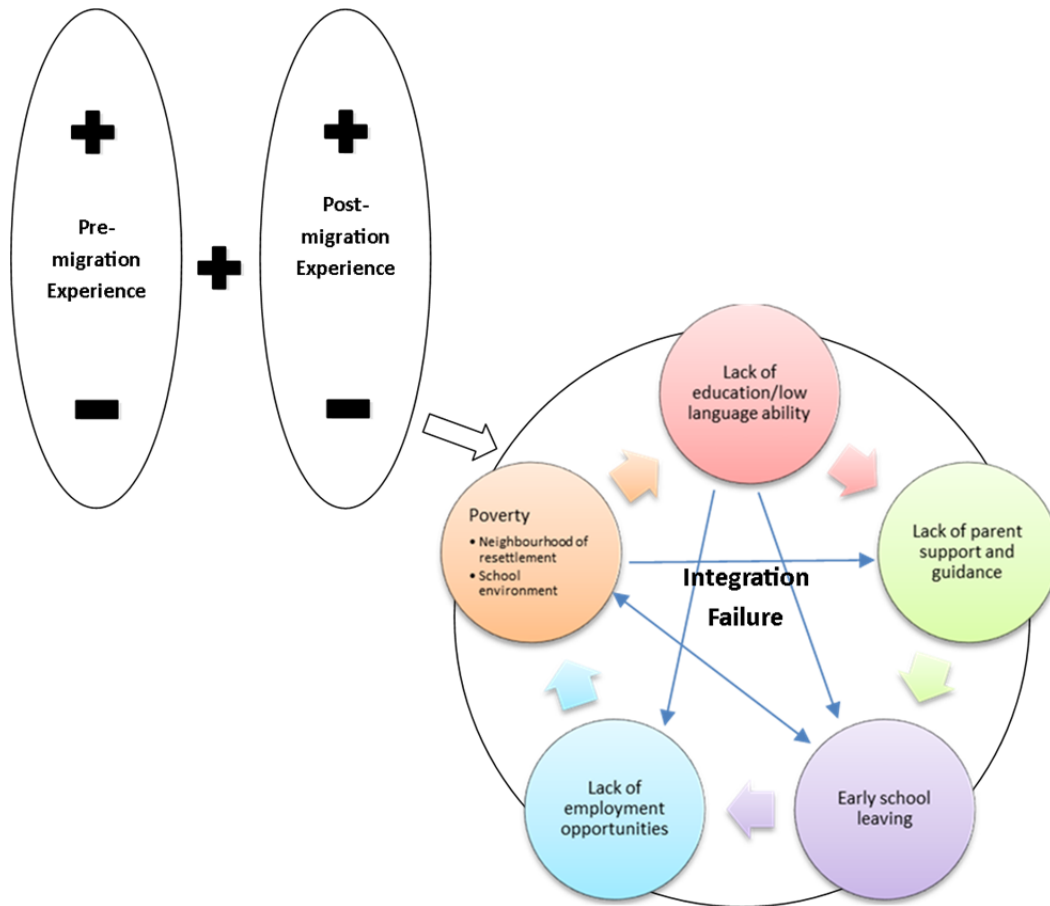 Pre-
migration
Experience
Post-
migration
Experience
Lack of
education/low
language ability
Poverty
• Neighbourhood of
resettlement
• School
environment
Integration
Failure
Lack of parent
support and
guidance
Lack of
employment
opportunities
Early school
leaving